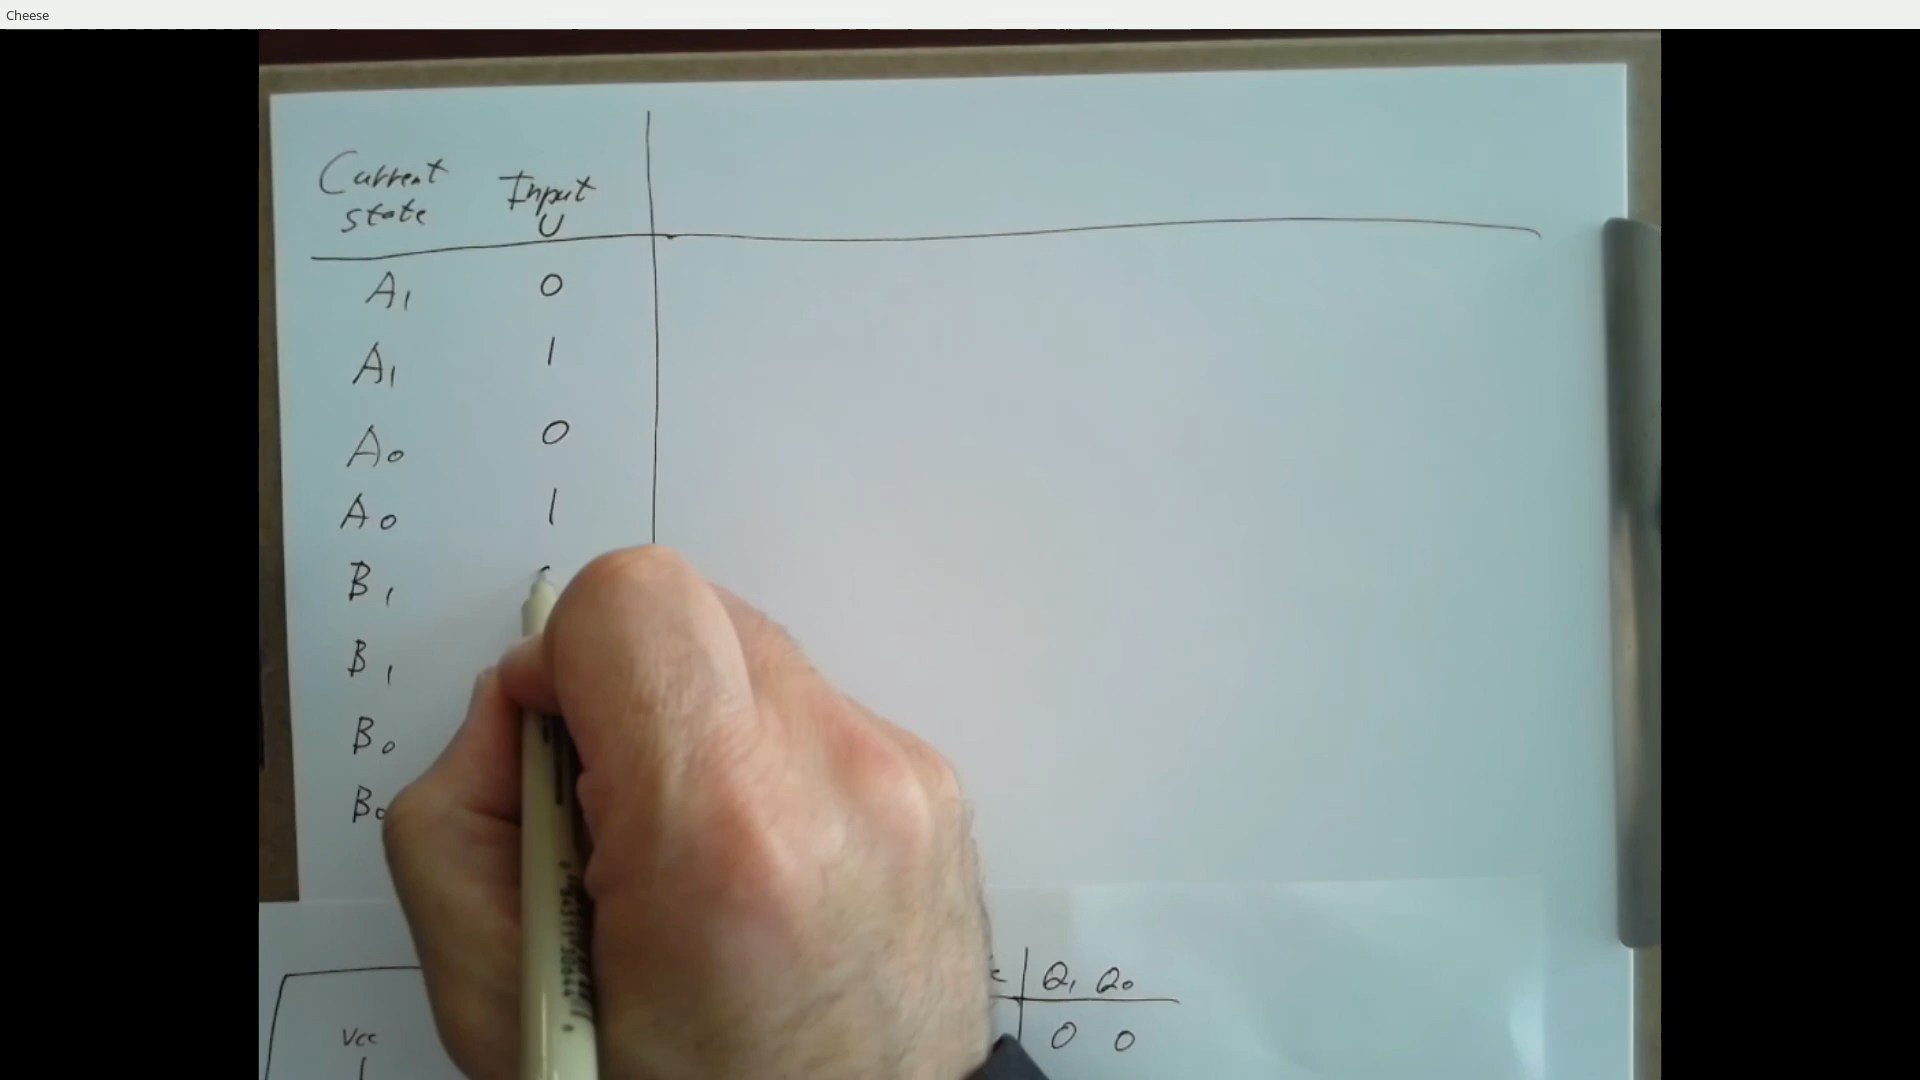 Cheese
Current Input
state U
A1 0
A1 1
A0 0
A0 1
B1
B1
B0
B0
Q1 Q0
0 0
Vcc